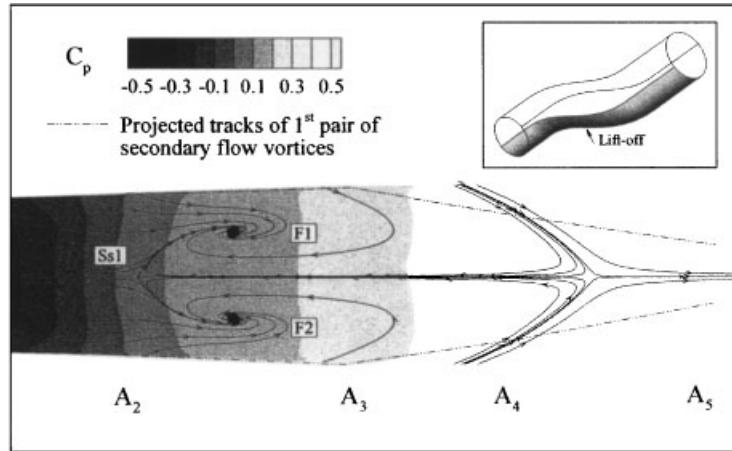 C_p
-0.5 -0.3 -0.1 0.1 0.3 0.5
Projected tracks of 1st pair of
secondary flow vortices
Lift-off
Ss1
F1
F2
A2 A3 A4 A5